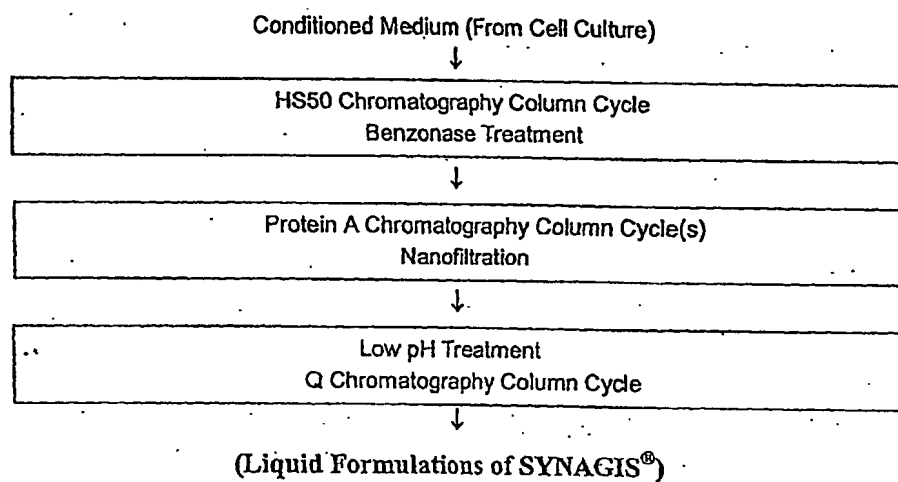 Conditioned Medium (From Cell Culture)
↓
HS50 Chromatography Column Cycle
Benzonase Treatment
↓
Protein A Chromatography Column Cycle(s)
Nanofiltration
↓
Low pH Treatment
Q Chromatography Column Cycle
↓
(Liquid Formulations of SYNAGIS®)